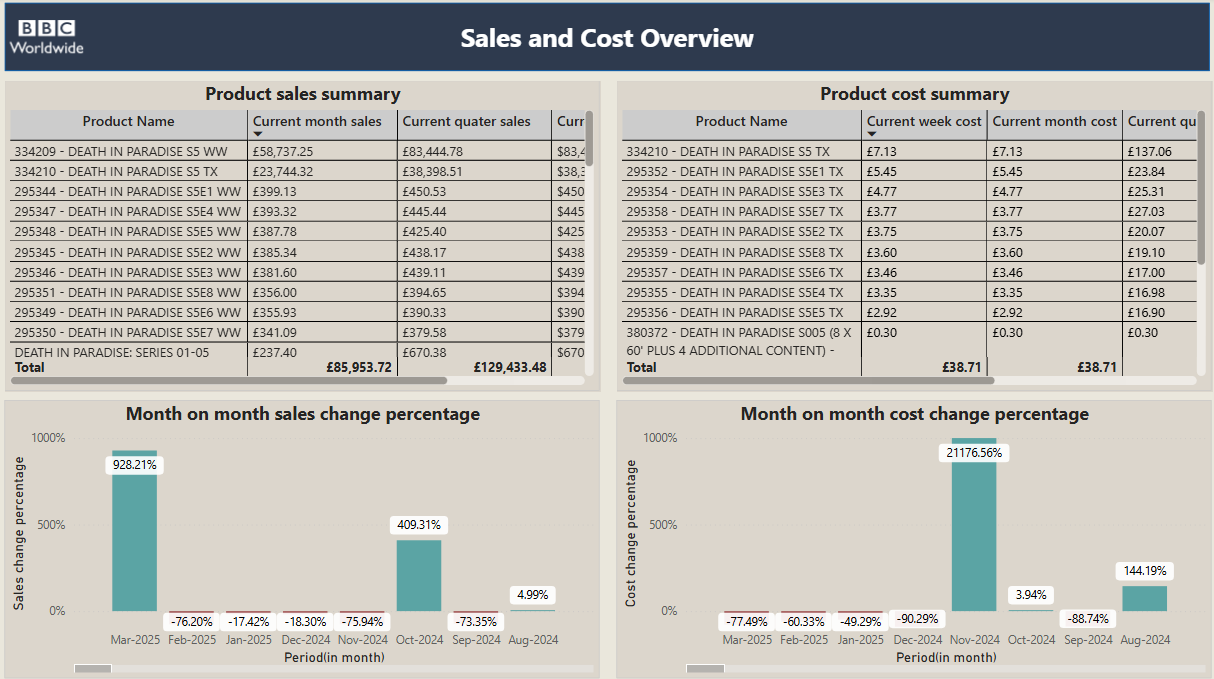 BBC
Worldwide
Sales and Cost Overview
Product sales summary
Product Name Current month sales Current quater sales Curr
334209 - DEATH IN PARADISE S5 WW £58,737.25 £83,444.78 $83,4
334210 - DEATH IN PARADISE S5 TX £23,744.32 £38,398.51 $38,3
295344 - DEATH IN PARADISE S5E1 WW £399.13 £450.53 $450
295347 - DEATH IN PARADISE S5E4 WW £393.32 £445.44 $445
295348 - DEATH IN PARADISE S5E5 WW £387.78 £425.40 $425
295345 - DEATH IN PARADISE S5E2 WW £385.34 £438.17 $438
295346 - DEATH IN PARADISE S5E3 WW £381.60 £439.11 $439
295351 - DEATH IN PARADISE S5E8 WW £356.00 £394.65 $394
295349 - DEATH IN PARADISE S5E6 WW £355.93 £390.33 $390
295350 - DEATH IN PARADISE S5E7 WW £341.09 £379.58 $379
DEATH IN PARADISE: SERIES 01-05 £237.40 £670.38 $670
Total £85,953.72 £129,433.48
Product cost summary
Product Name Current week cost Current month cost Current qu
334210 - DEATH IN PARADISE S5 TX £7.13 £7.13 £137.06
295352 - DEATH IN PARADISE S5E1 TX £5.45 £5.45 £23.84
295354 - DEATH IN PARADISE S5E3 TX £4.77 £4.77 £25.31
295358 - DEATH IN PARADISE S5E7 TX £3.77 £3.77 £27.03
295353 - DEATH IN PARADISE S5E2 TX £3.75 £3.75 £20.07
295359 - DEATH IN PARADISE S5E8 TX £3.60 £3.60 £19.10
295357 - DEATH IN PARADISE S5E6 TX £3.46 £3.46 £17.00
295355 - DEATH IN PARADISE S5E4 TX £3.35 £3.35 £16.98
295356 - DEATH IN PARADISE S5E5 TX £2.92 £2.92 £16.90
380372 - DEATH IN PARADISE S005 (8 X £0.30 £0.30 £0.30
60' PLUS 4 ADDITIONAL CONTENT) -
Total £38.71 £38.71
Month on month sales change percentage
Sales change percentage
1000%
500%
0%
928.21%
-76.20%
-17.42%
-18.30%
-75.94%
409.31%
-73.35%
4.99%
Mar-2025 Feb-2025 Jan-2025 Dec-2024 Nov-2024 Oct-2024 Sep-2024 Aug-2024
Period(in month)
Month on month cost change percentage
Cost change percentage
1000%
500%
0%
-77.49%
-60.33%
-49.29%
-90.29%
21176.56%
3.94%
-88.74%
144.19%
Mar-2025 Feb-2025 Jan-2025 Dec-2024 Nov-2024 Oct-2024 Sep-2024 Aug-2024
Period(in month)